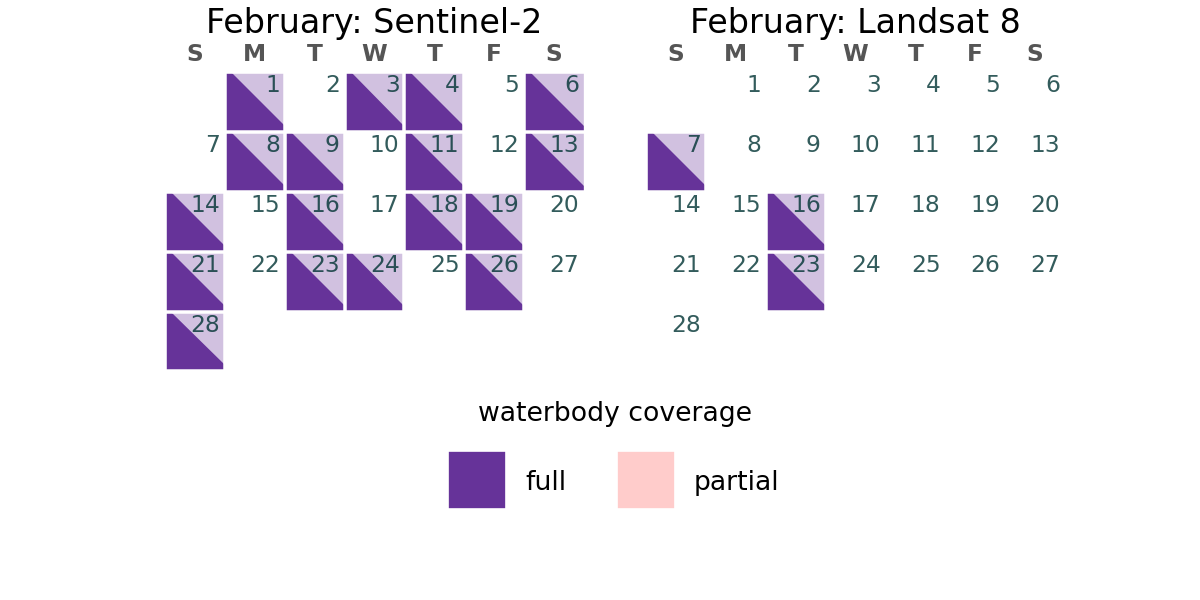 February: Sentinel-2
S M T W T F S
1 2 3 4 5 6
7 8 9 10 11 12 13
14 15 16 17 18 19 20
21 22 23 24 25 26 27
28
February: Landsat 8
S M T W T F S
1 2 3 4 5 6
7 8 9 10 11 12 13
14 15 16 17 18 19 20
21 22 23 24 25 26 27
28
waterbody coverage
full partial